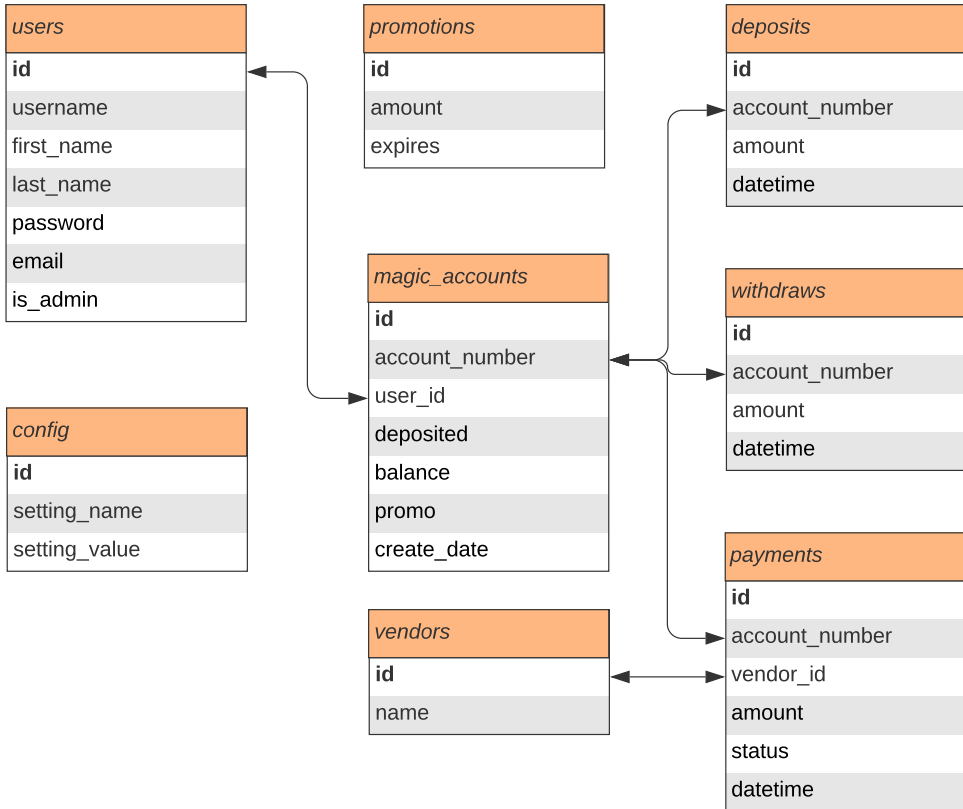 users
id
username
first_name
last_name
password
email
is_admin
promotions
id
amount
expires
deposits
id
account_number
amount
datetime
magic_accounts
id
account_number
user_id
deposited
balance
promo
create_date
withdraws
id
account_number
amount
datetime
config
id
setting_name
setting_value
vendors
id
name
payments
id
account_number
vendor_id
amount
status
datetime